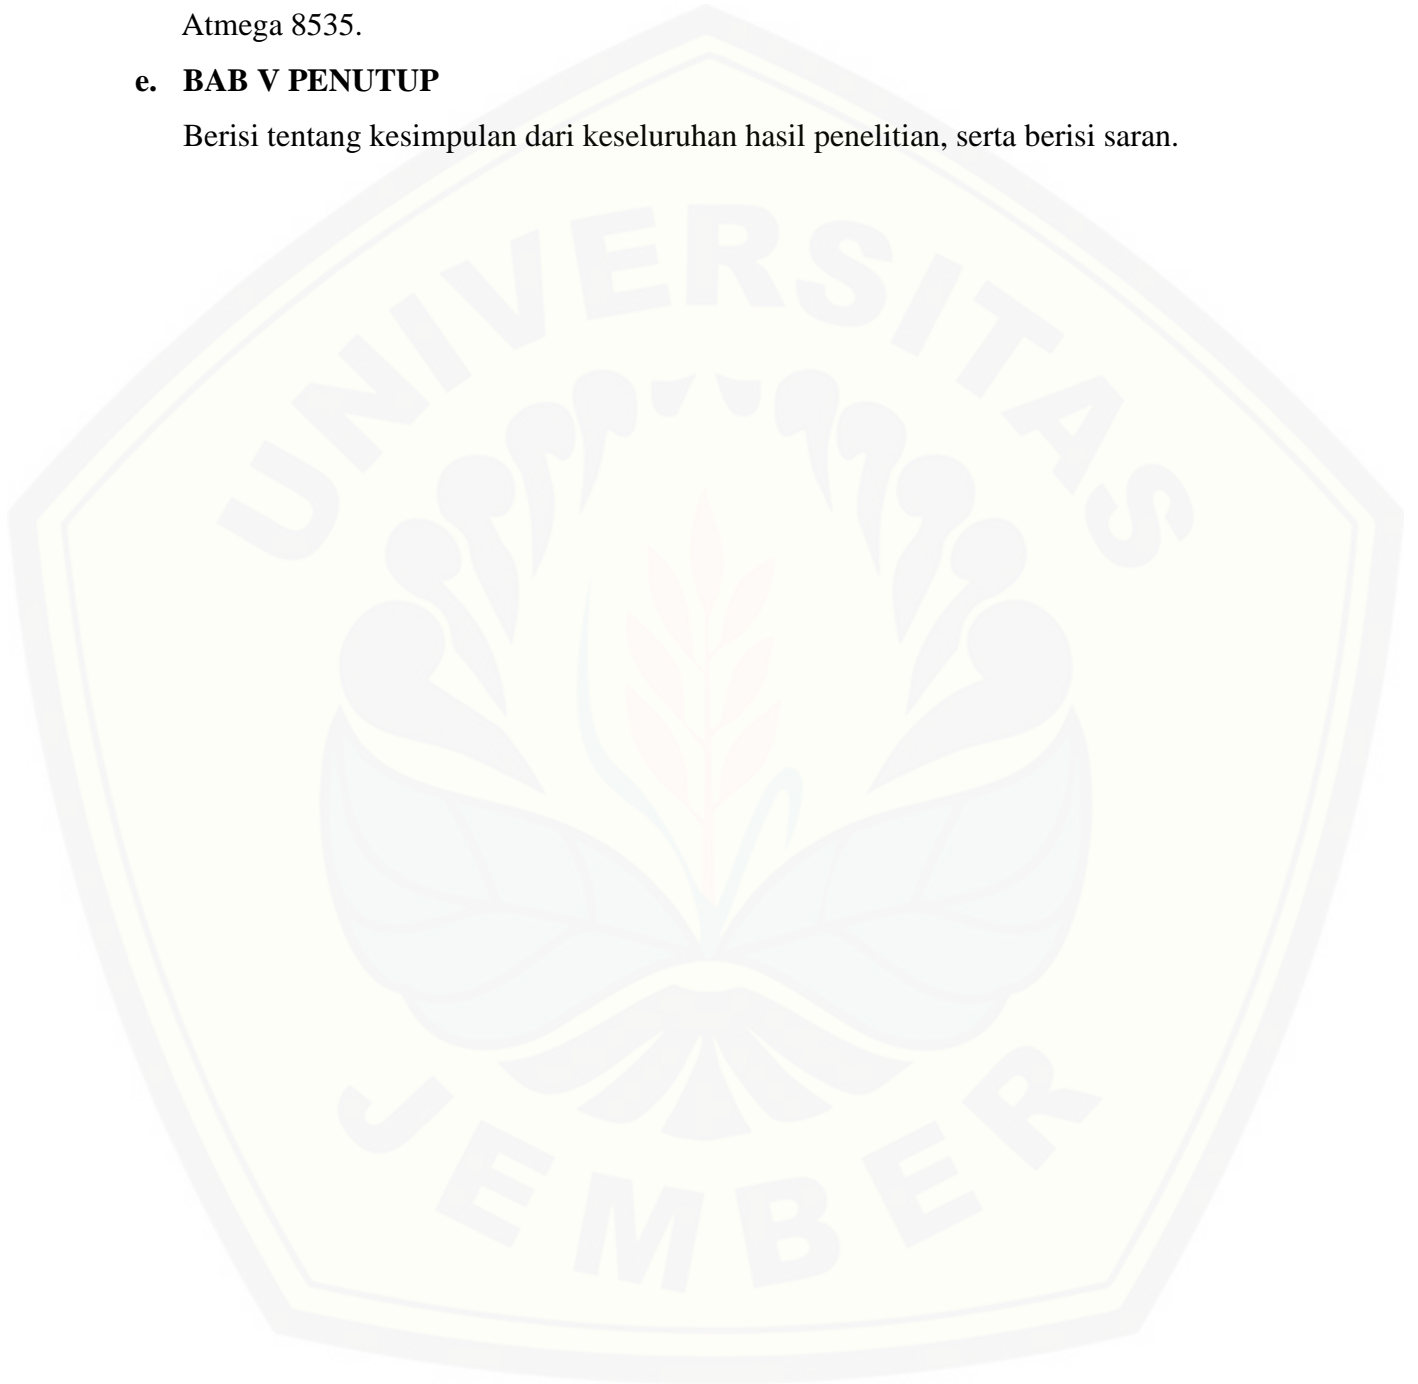 Atmega 8535.
e. BAB V PENUTUP
Berisi tentang kesimpulan dari keseluruhan hasil penelitian, serta berisi saran.
UNIVERSITAS
JEMBER